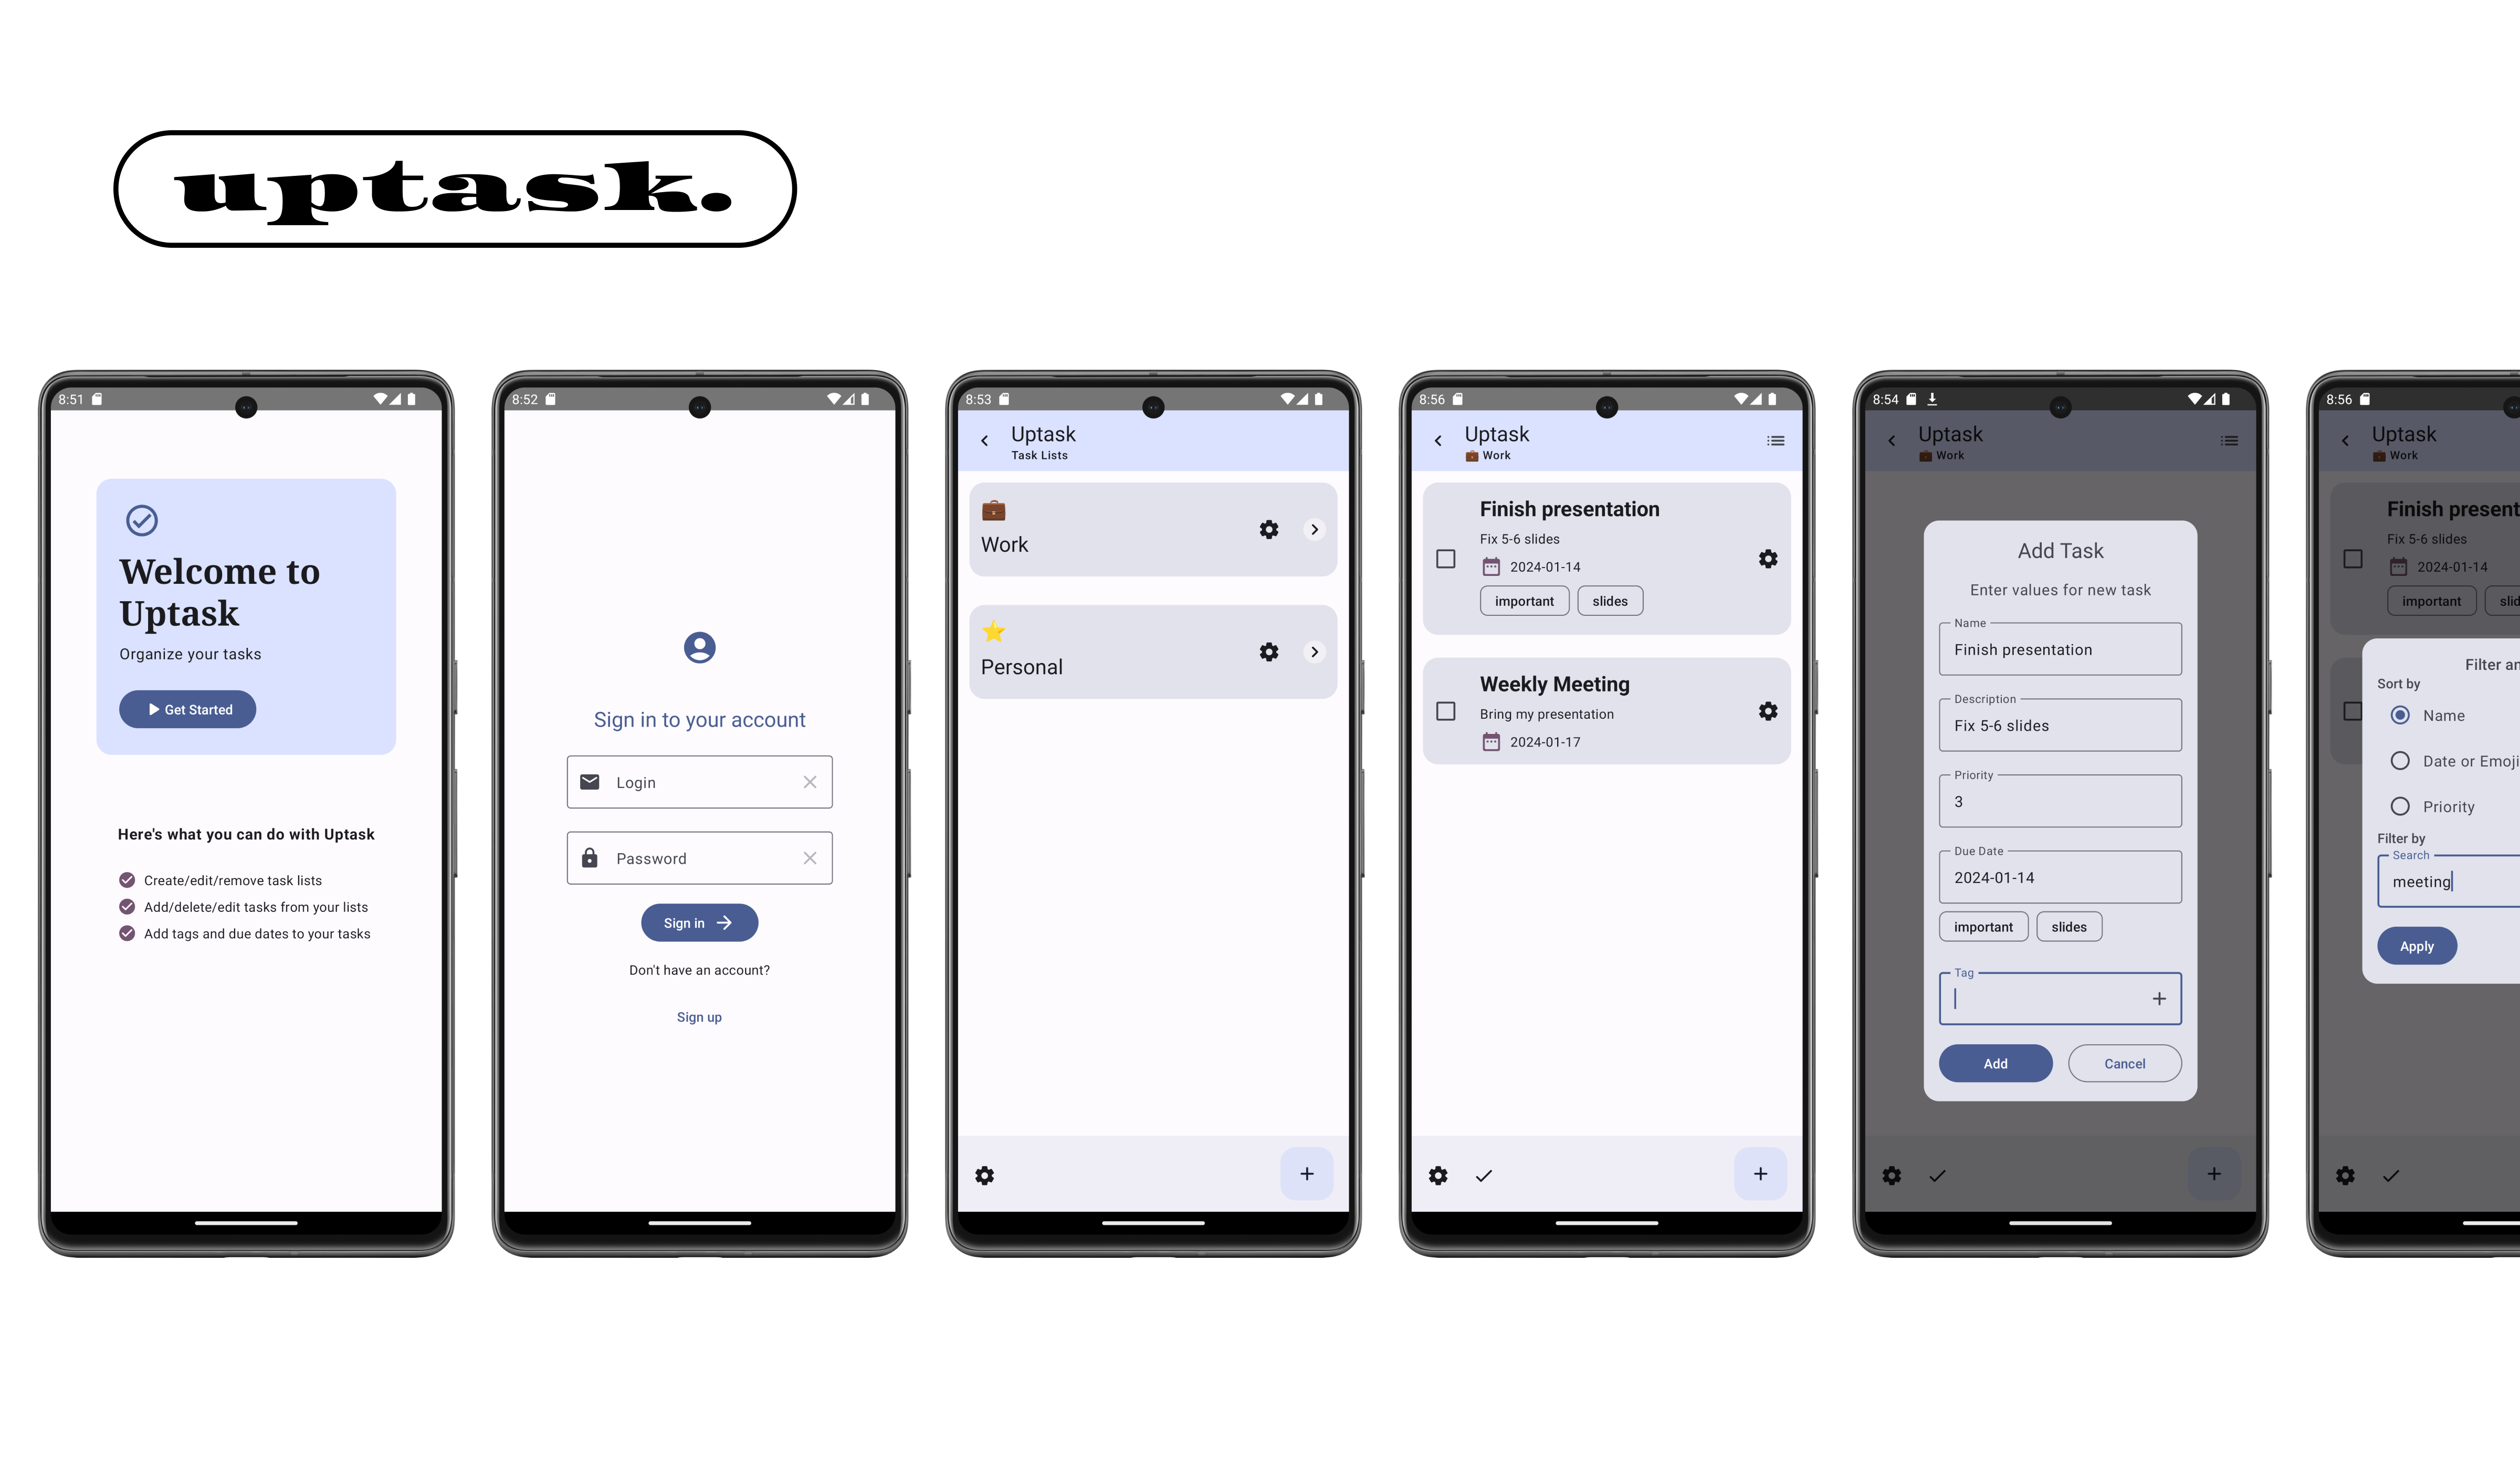 uptask.
8:51
Welcome to
Uptask
Organize your tasks
Get Started
Here's what you can do with Uptask
Create/edit/remove task lists
Add/delete/edit tasks from your lists
Add tags and due dates to your tasks
8:52
Sign in to your account
Login
Password
Sign in
Don't have an account?
Sign up
8:53
Uptask
Task Lists
Work
Personal
8:56
Uptask
Work
Finish presentation
Fix 5-6 slides
2024-01-14
important slides
Weekly Meeting
Bring my presentation
2024-01-17
8:54
Uptask
Work
Add Task
Enter values for new task
Name
Finish presentation
Description
Fix 5-6 slides
Priority
3
Due Date
2024-01-14
important slides
Tag
Add Cancel
8:56
Uptask
Work
Finish present
Fix 5-6 slides
2024-01-14
important slid
Filter an
Sort by
Name
Date or Emoji
Priority
Filter by
Search
meeting
Apply